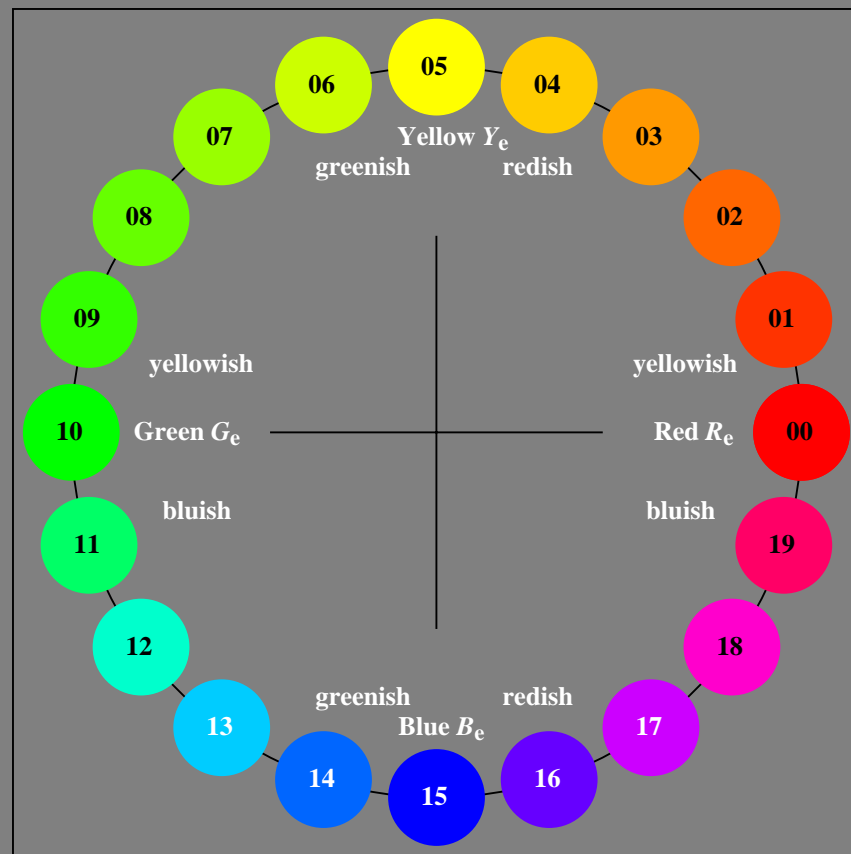 05
06
04
07
Yellow Yₑ
03
greenish
redish
08
02
09
01
yellowish
yellowish
10
Green Gₑ
Red Rₑ
00
bluish
bluish
11
19
12
18
greenish
redish
13
Blue Bₑ
17
14
16
15